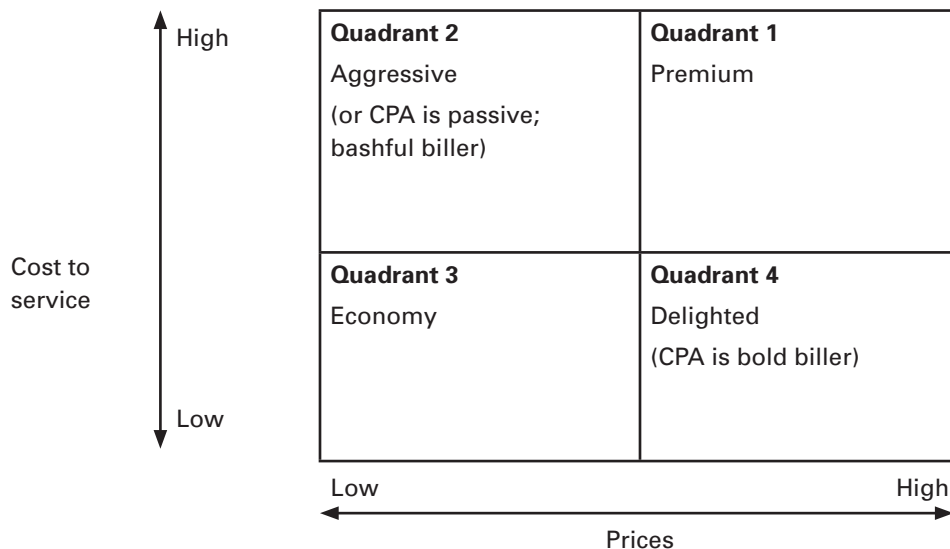 High
Quadrant 2
Aggressive
(or CPA is passive;
bashful biller)
Quadrant 1
Premium
Cost to
service
Quadrant 3
Economy
Quadrant 4
Delighted
(CPA is bold biller)
Low
Low
High
Prices